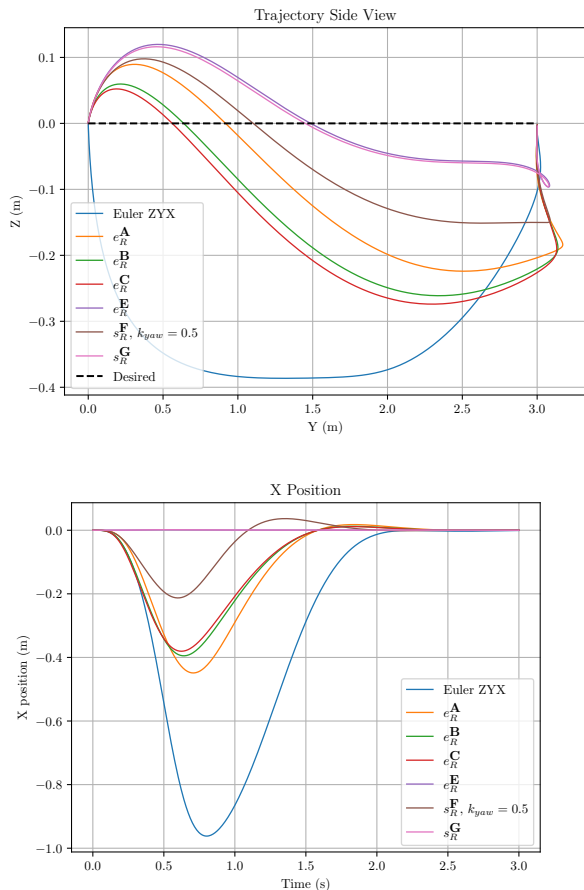 Trajectory Side View
0.1
0.0
−0.1
−0.2
−0.3
−0.4
Z (m)
Euler ZYX
e_R^A
e_R^B
e_R^C
e_R^E
s_R^F, k_yaw = 0.5
s_R^G
Desired
0.0 0.5 1.0 1.5 2.0 2.5 3.0
Y (m)
X Position
0.0
−0.2
−0.4
−0.6
−0.8
−1.0
X position (m)
Euler ZYX
e_R^A
e_R^B
e_R^C
e_R^E
s_R^F, k_yaw = 0.5
s_R^G
0.0 0.5 1.0 1.5 2.0 2.5 3.0
Time (s)